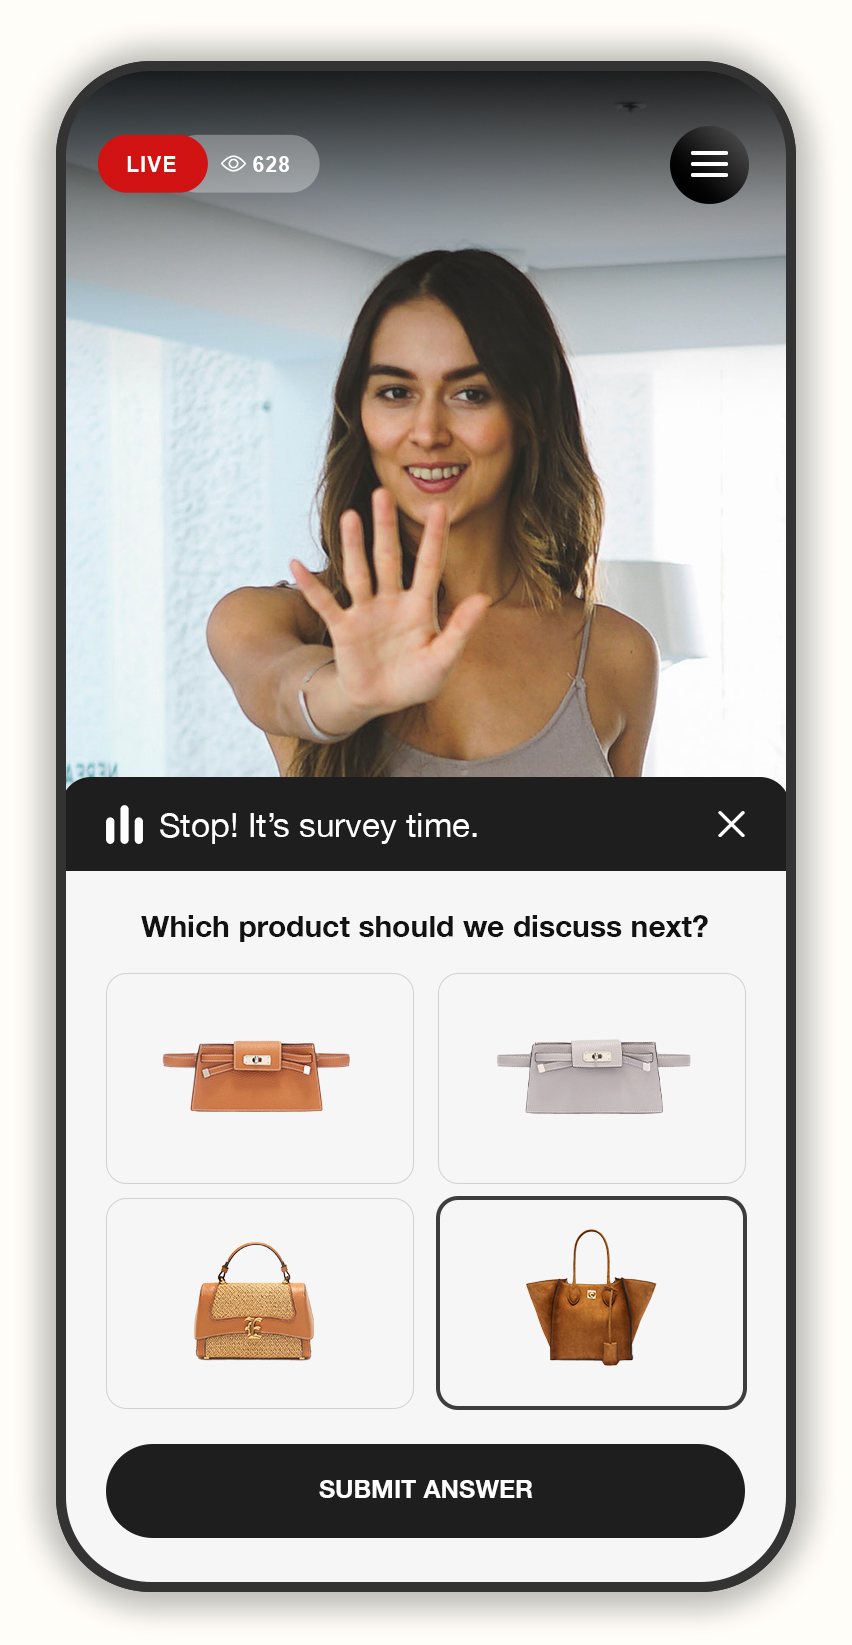 LIVE 628
Stop! It’s survey time.
Which product should we discuss next?
SUBMIT ANSWER